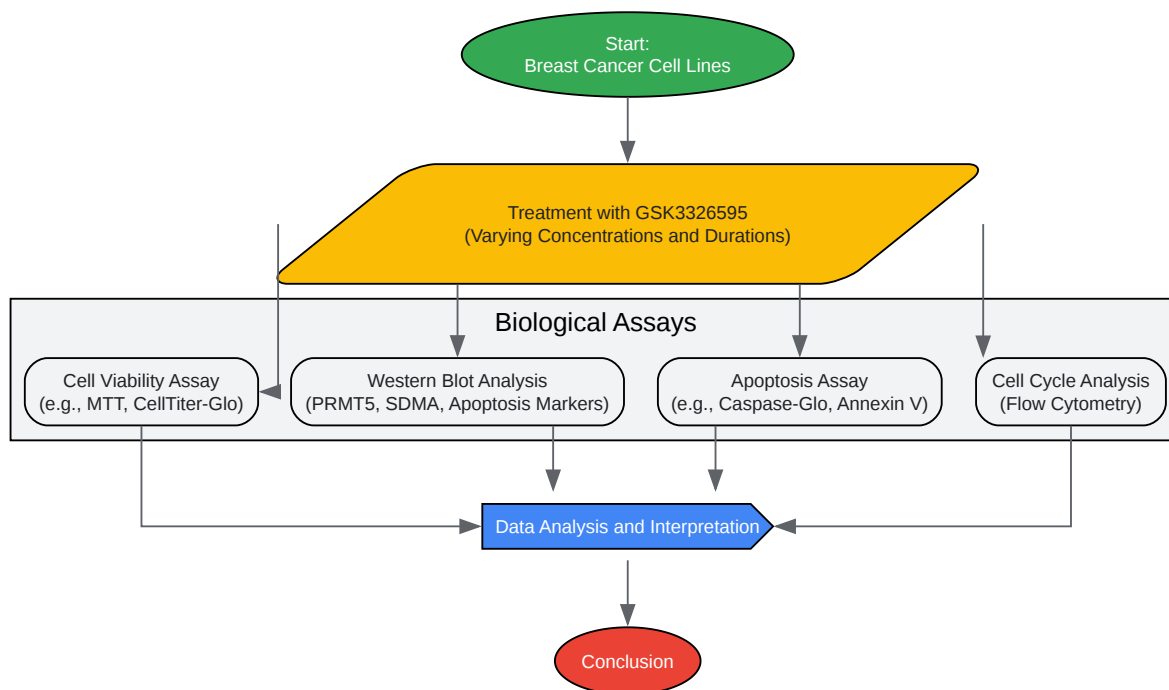 Start:
Breast Cancer Cell Lines
Treatment with GSK3326595
(Varying Concentrations and Durations)
Biological Assays
Cell Viability Assay
(e.g., MTT, CellTiter-Glo)
Western Blot Analysis
(PRMT5, SDMA, Apoptosis Markers)
Apoptosis Assay
(e.g., Caspase-Glo, Annexin V)
Cell Cycle Analysis
(Flow Cytometry)
Data Analysis and Interpretation
Conclusion